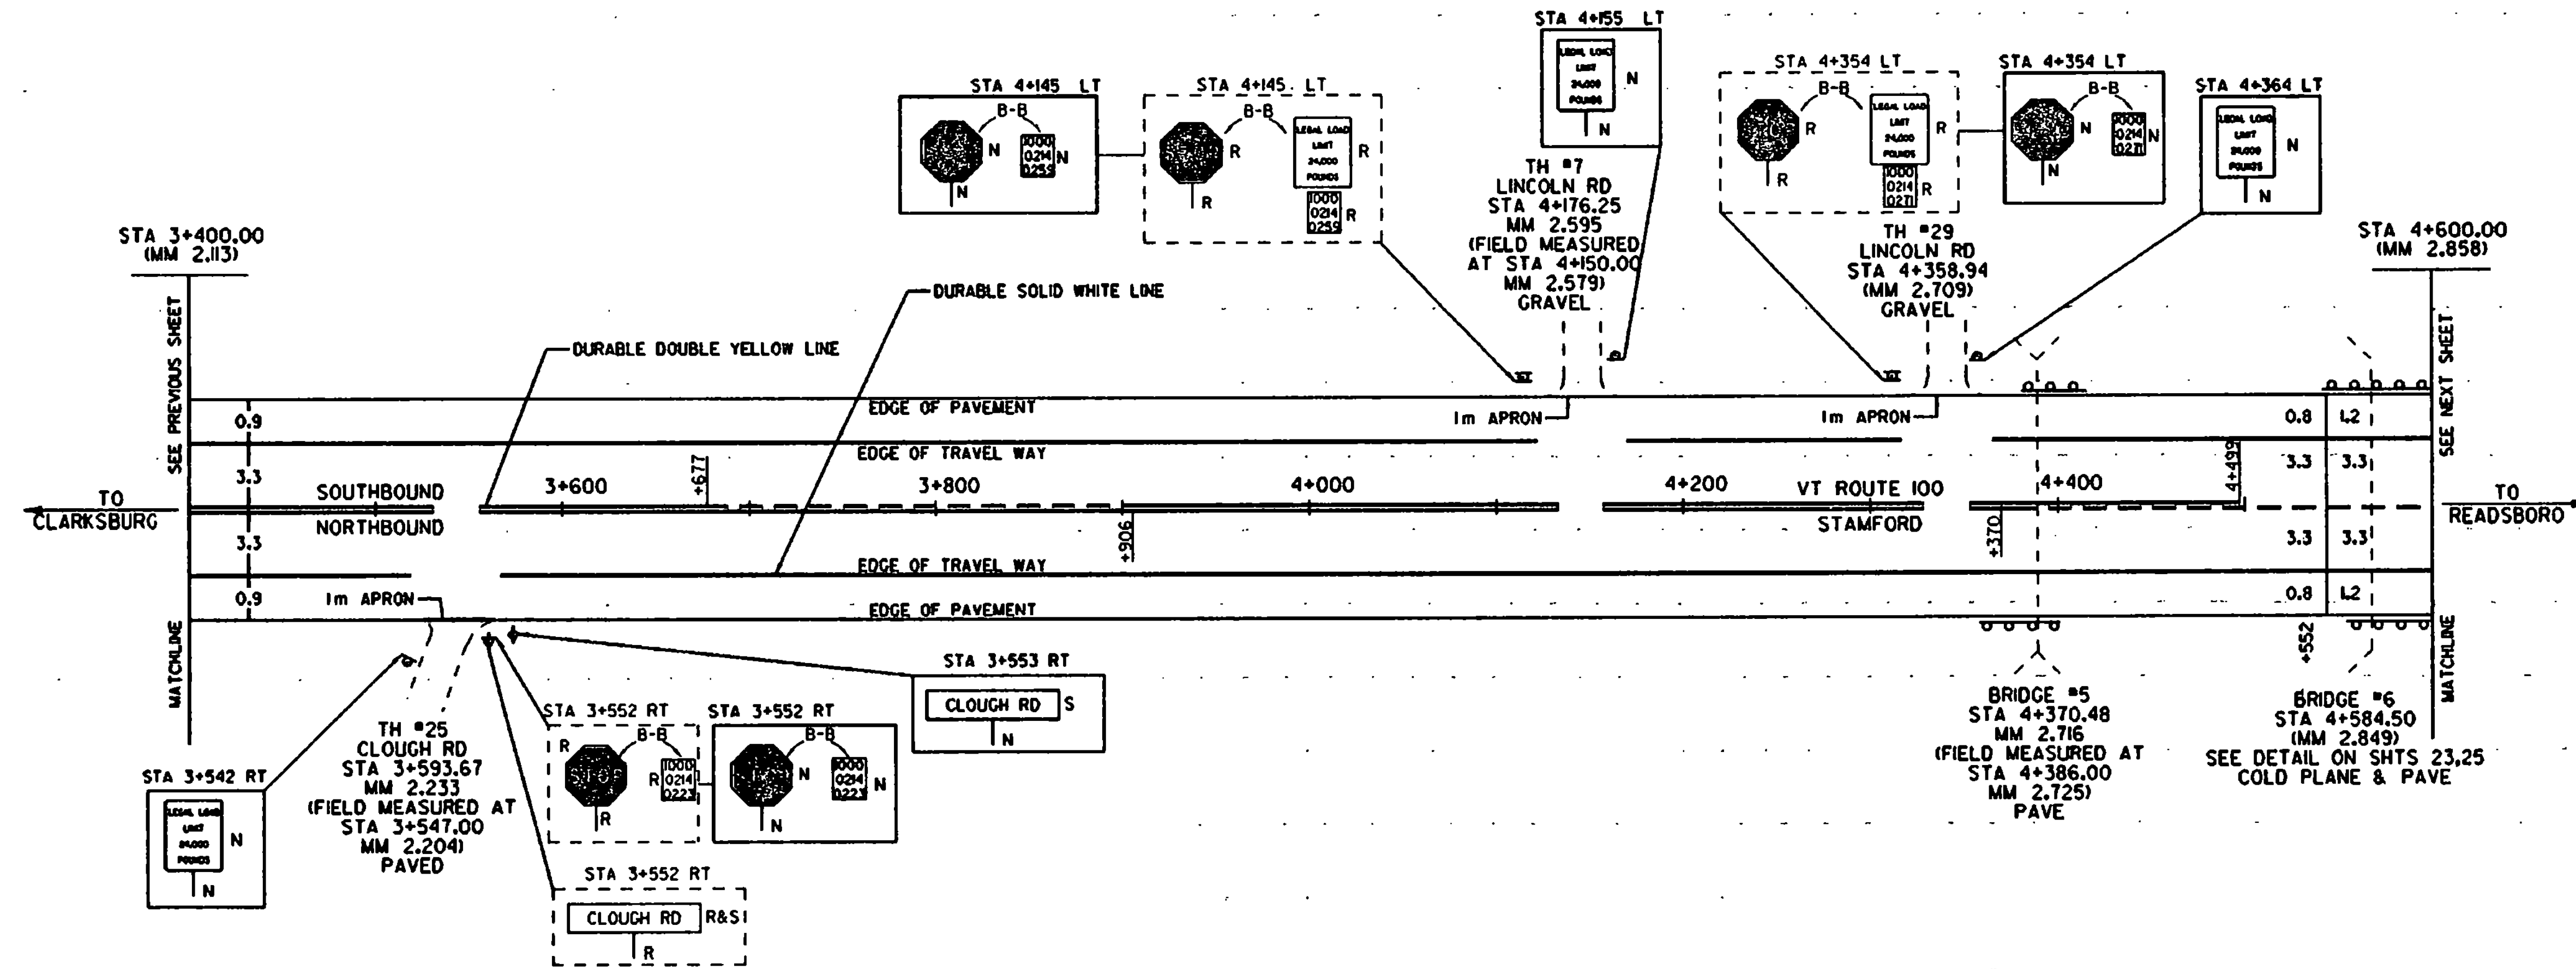 STA 4+155 LT
LEGAL LOAD
LIMIT
24,000
POUNDS
N
N
STA 4+145 LT
B-B
N
N
1000
0214
0259
N
STA 4+145 LT
B-B
R
R
LEGAL LOAD
LIMIT
24,000
POUNDS
R
1000
0214
0259
R
STA 4+354 LT
B-B
R
R
LEGAL LOAD
LIMIT
24,000
POUNDS
R
1000
0214
0271
R
STA 4+354 LT
B-B
N
N
1000
0214
0271
N
STA 4+364 LT
LEGAL LOAD
LIMIT
24,000
POUNDS
N
N
TH #7
LINCOLN RD
STA 4+176.25
MM 2.595
(FIELD MEASURED
AT STA 4+150.00
MM 2.579)
GRAVEL
TH #29
LINCOLN RD
STA 4+358.94
(MM 2.709)
GRAVEL
STA 3+400.00
(MM 2.113)
STA 4+600.00
(MM 2.858)
SEE PREVIOUS SHEET
SEE NEXT SHEET
DURABLE SOLID WHITE LINE
DURABLE DOUBLE YELLOW LINE
EDGE OF PAVEMENT
1m APRON
1m APRON
0.9
0.8
1.2
EDGE OF TRAVEL WAY
3.3
+677
4+499
3.3
3.3
SOUTHBOUND
3+600
3+800
4+000
4+200
VT ROUTE 100
4+400
TO
CLARKSBURG
TO
READSBORO
NORTHBOUND
STAMFORD
3.3
+906
+370
3.3
3.3
EDGE OF TRAVEL WAY
0.9
1m APRON
0.8
1.2
EDGE OF PAVEMENT
MATCHLINE
+552
MATCHLINE
STA 3+553 RT
CLOUGH RD
S
N
STA 3+552 RT
R
B-B
STOP
R
R
1000
0214
0223
STA 3+552 RT
B-B
N
N
1000
0214
0223
N
TH #25
CLOUGH RD
STA 3+593.67
MM 2.233
(FIELD MEASURED AT
STA 3+547.00
MM 2.204)
PAVED
STA 3+542 RT
LEGAL LOAD
LIMIT
24,000
POUNDS
N
N
STA 3+552 RT
CLOUGH RD
R&S
R
BRIDGE #5
STA 4+370.48
MM 2.716
(FIELD MEASURED AT
STA 4+386.00
MM 2.725)
PAVE
BRIDGE #6
STA 4+584.50
(MM 2.849)
SEE DETAIL ON SHTS 23,25
COLD PLANE & PAVE